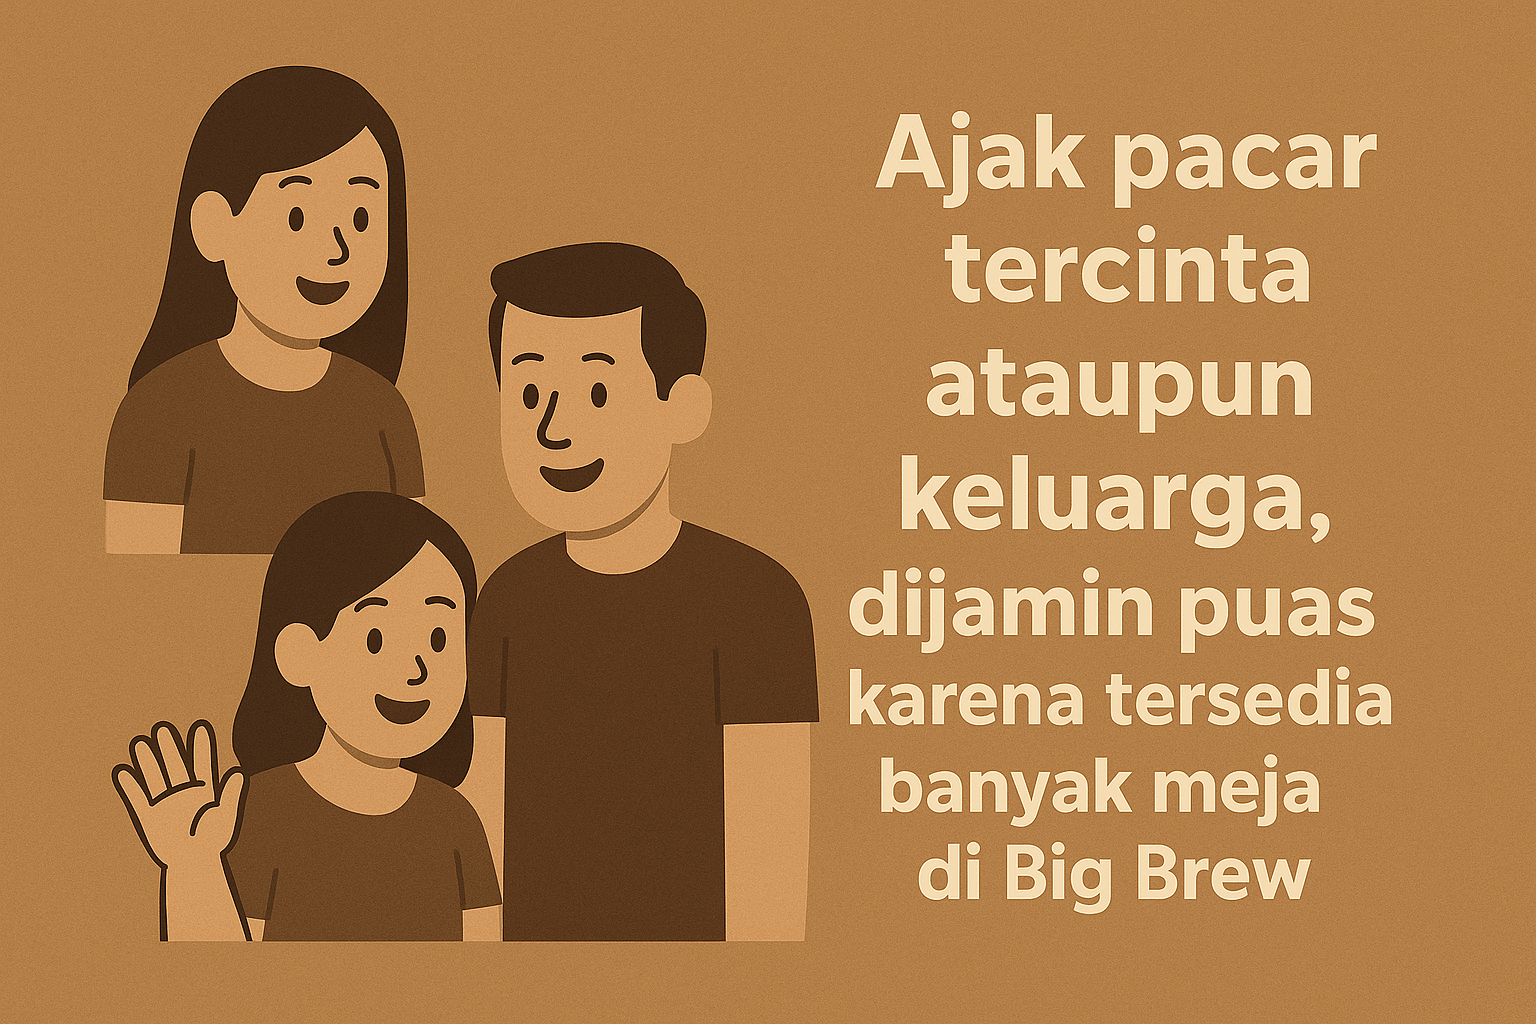 Ajak pacar
tercinta
ataupun
keluarga,
dijamin puas
karena tersedia
banyak meja
di Big Brew